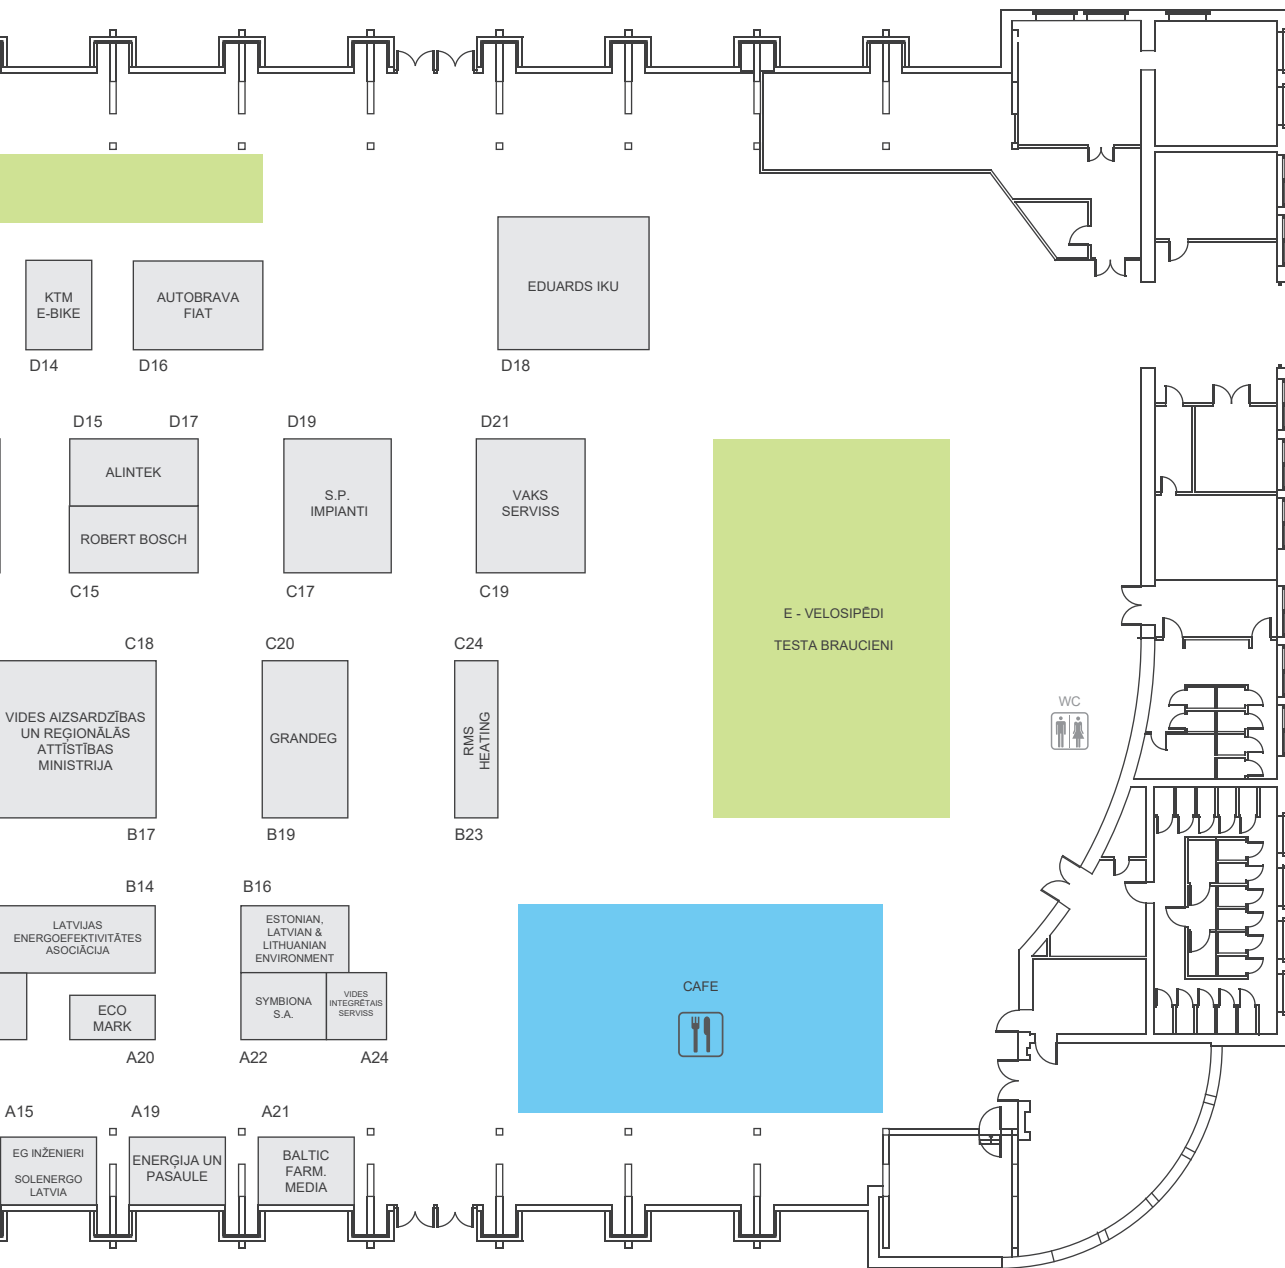 KTM
E-BIKE
AUTOBRAVA
FIAT
EDUARDS IKU
D14
D16
D18
D15
D17
D19
D21
ALINTEK
ROBERT BOSCH
S.P.
IMPIANTI
VAKS
SERVISS
C15
C17
C19
E - VELOSIPĒDI
TESTA BRAUCIENI
C18
C20
C24
VIDES AIZSARDZĪBAS
UN REĢIONĀLĀS
ATTĪSTĪBAS
MINISTRIJA
GRANDEG
RMS
HEATING
WC
B17
B19
B23
B14
B16
LATVIJAS
ENERGOEFEKTIVITĀTES
ASOCIĀCIJA
ESTONIAN,
LATVIAN &
LITHUANIAN
ENVIRONMENT
ECO
MARK
SYMBIONA
S.A.
VIDES
INTEGRĒTAIS
SERVISS
CAFE
A20
A22
A24
A15
A19
A21
EG INŽENIERI
SOLENERGO
LATVIA
ENERĢIJA UN
PASAULE
BALTIC
FARM.
MEDIA